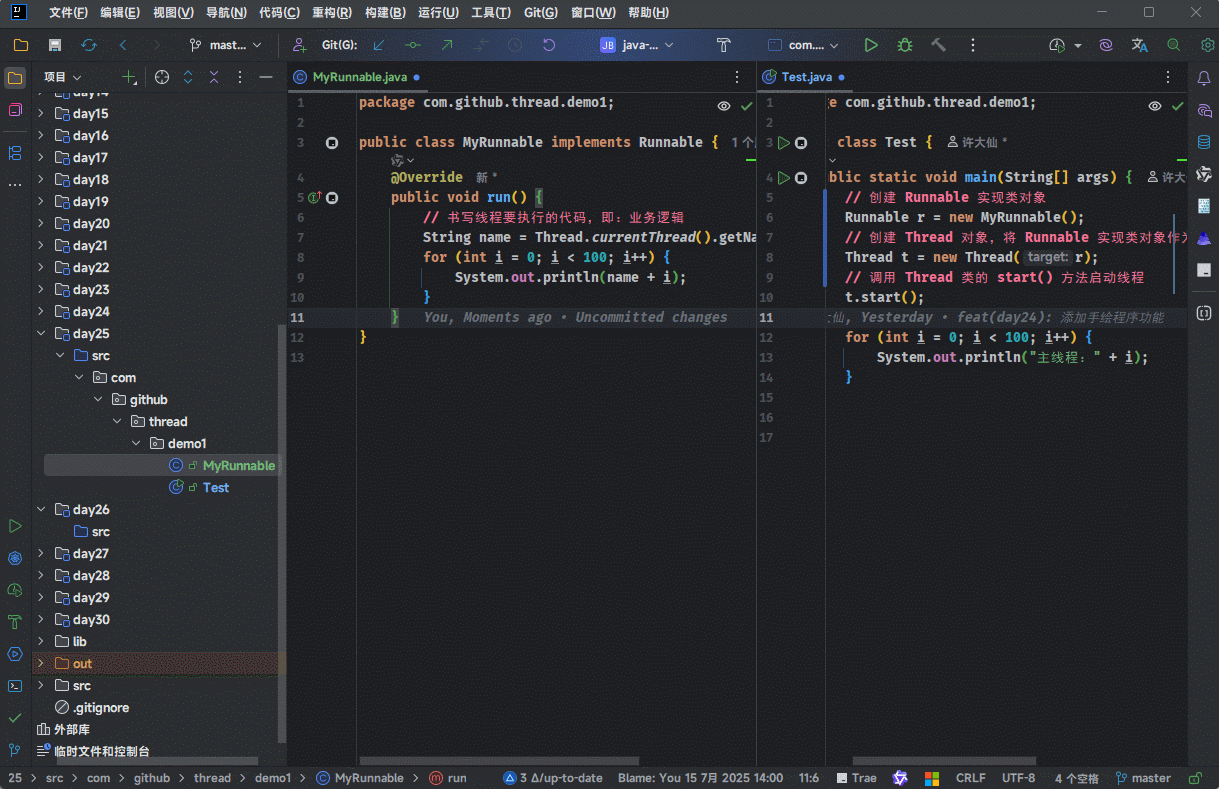 文件(F) 编辑(E) 视图(V) 导航(N) 代码(C) 重构(R) 构建(B) 运行(U) 工具(T) Git(G) 窗口(W) 帮助(H)
mast... Git(G): JB java-... com....
项目
day14
day15
day16
day17
day18
day19
day20
day21
day22
day23
day24
day25
src
com
github
thread
demo1
MyRunnable
Test
day26
src
day27
day28
day29
day30
lib
out
src
.gitignore
外部库
临时文件和控制台
MyRunnable.java
1 package com.github.thread.demo1;
2
3 public class MyRunnable implements Runnable { 1 个
4 @Override 新 *
5 public void run() {
6 // 书写线程要执行的代码，即：业务逻辑
7 String name = Thread.currentThread().getNa
8 for (int i = 0; i < 100; i++) {
9 System.out.println(name + i);
10 }
11 } You, Moments ago • Uncommitted changes
12 }
13
Test.java
1 e com.github.thread.demo1;
2
3 class Test { 许大仙 *
4 blic static void main(String[] args) { 许大
5 // 创建 Runnable 实现类对象
6 Runnable r = new MyRunnable();
7 // 创建 Thread 对象，将 Runnable 实现类对象作为
8 Thread t = new Thread( target: r);
9 // 调用 Thread 类的 start() 方法启动线程
10 t.start();
11 仙, Yesterday • feat(day24): 添加手绘程序功能
12 for (int i = 0; i < 100; i++) {
13 System.out.println("主线程：" + i);
14 }
15
16
17
25 > src > com > github > thread > demo1 > MyRunnable > run 3 Δ/up-to-date Blame: You 15 7月 2025 14:00 11:6 Trae CRLF UTF-8 4 个空格 master